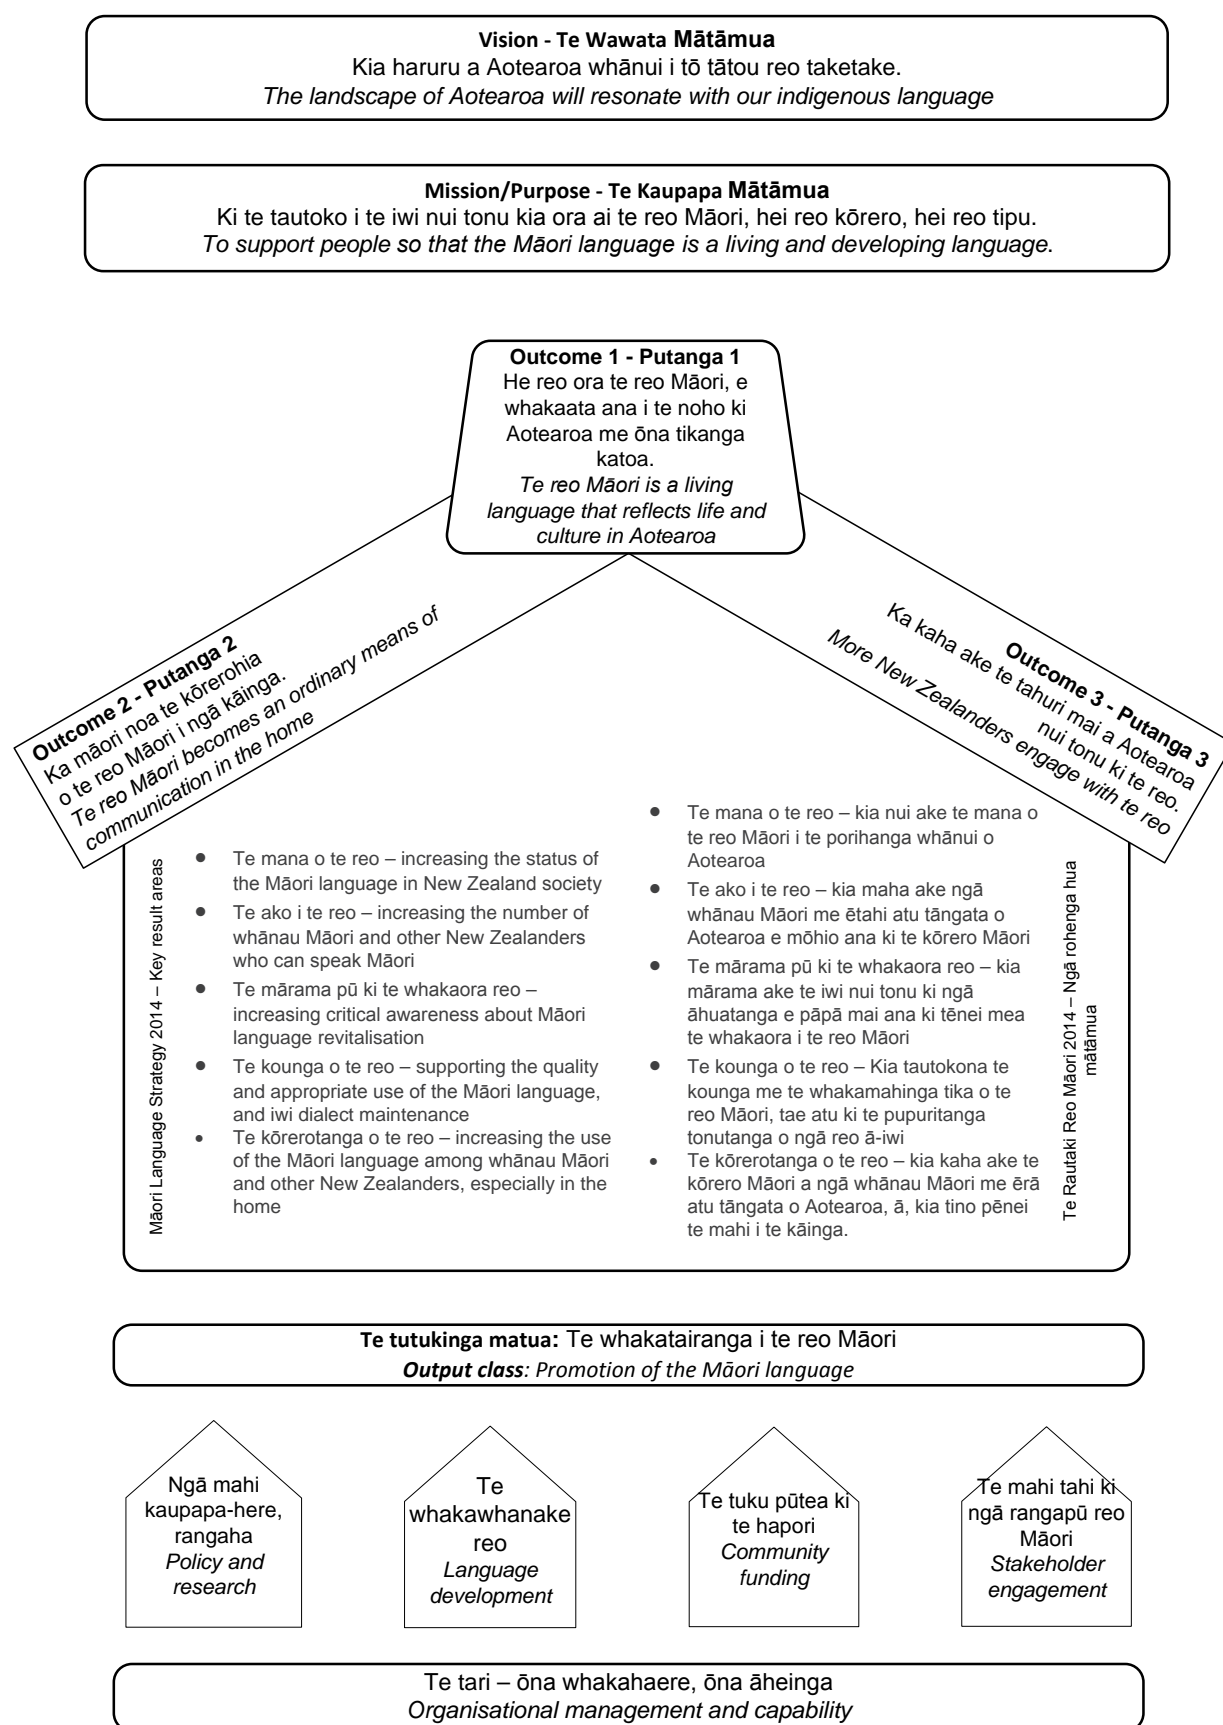 Vision - Te Wawata Mātāmua
Kia haruru a Aotearoa whānui i tō tātou reo taketake.
The landscape of Aotearoa will resonate with our indigenous language
Mission/Purpose - Te Kaupapa Mātāmua
Ki te tautoko i te iwi nui tonu kia ora ai te reo Māori, hei reo kōrero, hei reo tipu.
To support people so that the Māori language is a living and developing language.
Outcome 1 - Putanga 1
He reo ora te reo Māori, e
whakaata ana i te noho ki
Aotearoa me ōna tikanga
katoa.
Te reo Māori is a living
language that reflects life and
culture in Aotearoa
Outcome 2 - Putanga 2
Ka māori noa te kōrerohia
o te reo Māori i ngā kāinga.
Te reo Māori becomes an ordinary means of
communication in the home
Outcome 3 - Putanga 3
Ka kaha ake te tahuri mai a Aotearoa
nui tonu ki te reo.
More New Zealanders engage with te reo
Māori Language Strategy 2014 – Key result areas
• Te mana o te reo – increasing the status of
the Māori language in New Zealand society
• Te ako i te reo – increasing the number of
whānau Māori and other New Zealanders
who can speak Māori
• Te mārama pū ki te whakaora reo –
increasing critical awareness about Māori
language revitalisation
• Te kounga o te reo – supporting the quality
and appropriate use of the Māori language,
and iwi dialect maintenance
• Te kōrerotanga o te reo – increasing the use
of the Māori language among whānau Māori
and other New Zealanders, especially in the
home
• Te mana o te reo – kia nui ake te mana o
te reo Māori i te porihanga whānui o
Aotearoa
• Te ako i te reo – kia maha ake ngā
whānau Māori me ētahi atu tāngata o
Aotearoa e mōhio ana ki te kōrero Māori
• Te mārama pū ki te whakaora reo – kia
mārama ake te iwi nui tonu ki ngā
āhuatanga e pāpā mai ana ki tēnei mea
te whakaora i te reo Māori
• Te kounga o te reo – Kia tautokona te
kounga me te whakamahinga tika o te
reo Māori, tae atu ki te pupuritanga
tonutanga o ngā reo ā-iwi
• Te kōrerotanga o te reo – kia kaha ake te
kōrero Māori a ngā whānau Māori me ērā
atu tāngata o Aotearoa, ā, kia tino pēnei
te mahi i te kāinga.
Te Rautaki Reo Māori 2014 – Ngā rohenga hua
mātāmua
Te tutukinga matua: Te whakatairanga i te reo Māori
Output class: Promotion of the Māori language
Ngā mahi
kaupapa-here,
rangaha
Policy and
research
Te
whakawhanake
reo
Language
development
Te tuku pūtea ki
te hapori
Community
funding
Te mahi tahi ki
ngā rangapū reo
Māori
Stakeholder
engagement
Te tari – ōna whakahaere, ōna āheinga
Organisational management and capability